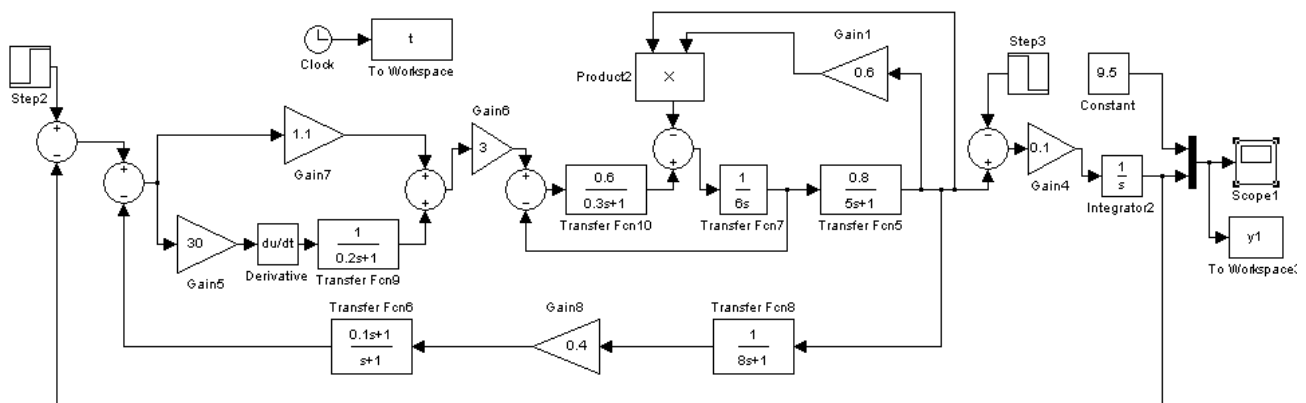 Step2
+
−
+
−
Clock
t
To Workspace
1.1
Gain7
30
Gain5
du/dt
Derivative
1
0.2s+1
Transfer Fcn9
+
+
Gain6
3
+
−
0.6
0.3s+1
Transfer Fcn10
Product2
×
Gain1
0.6
−
+
1
6s
Transfer Fcn7
0.8
5s+1
Transfer Fcn5
Step3
+
+
0.1
Gain4
1
s
Integrator2
9.5
Constant
Scope1
y1
To Workspace3
Transfer Fcn6
0.1s+1
s+1
Gain8
0.4
Transfer Fcn8
1
8s+1